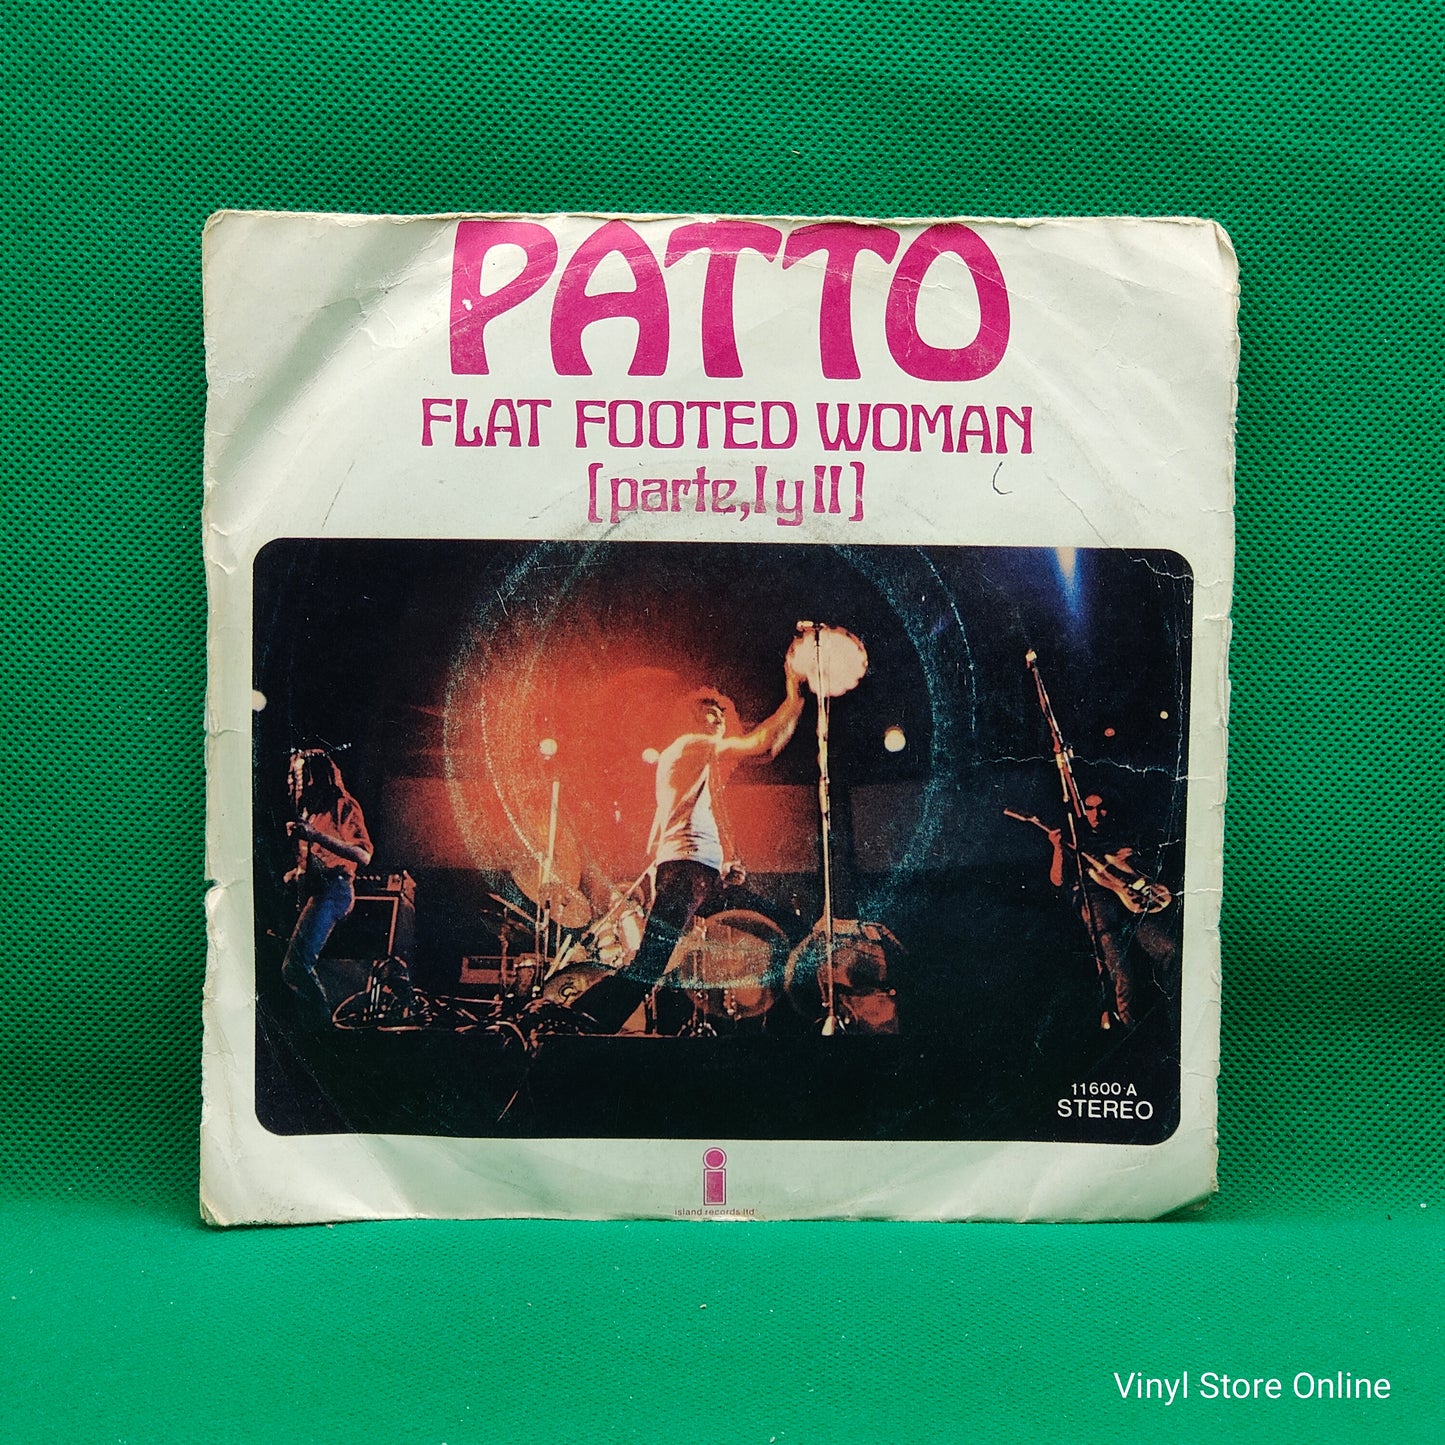 PATTO
FLAT FOOTED WOMAN
[parte, I y II]
11600-A
STEREO
i
island records ltd
Vinyl Store Online